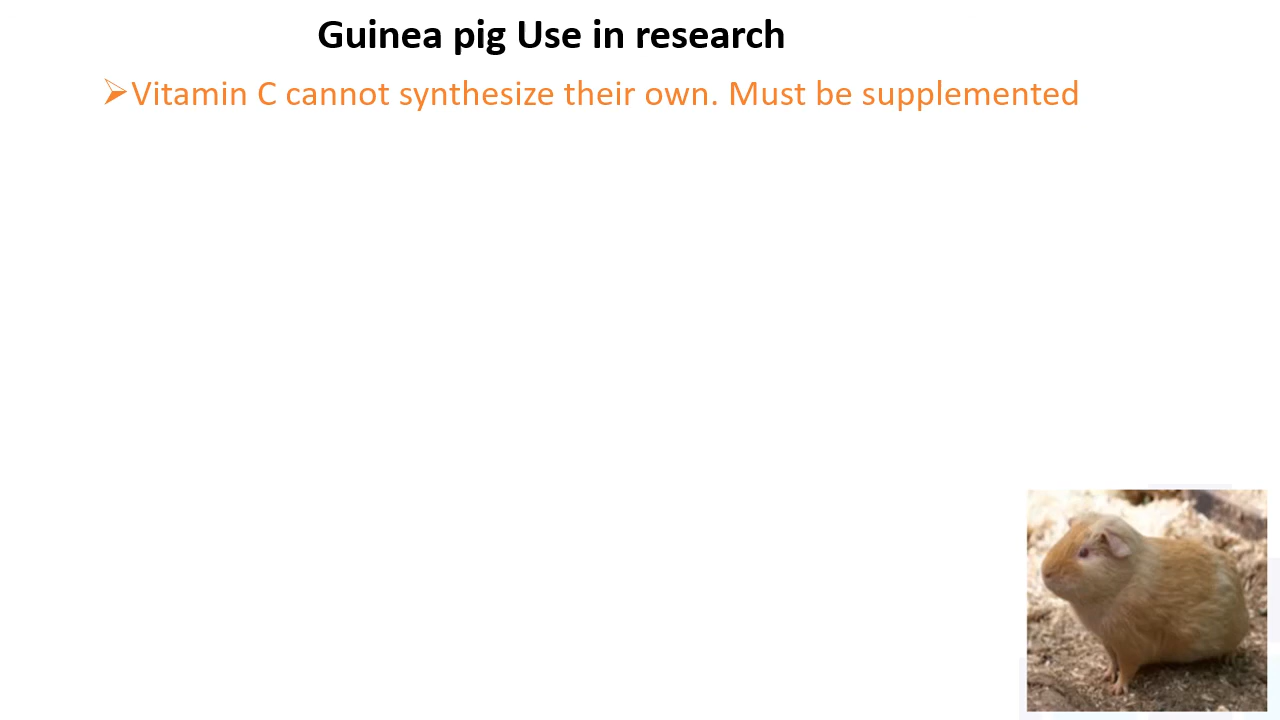 Guinea pig Use in research
➢Vitamin C cannot synthesize their own. Must be supplemented